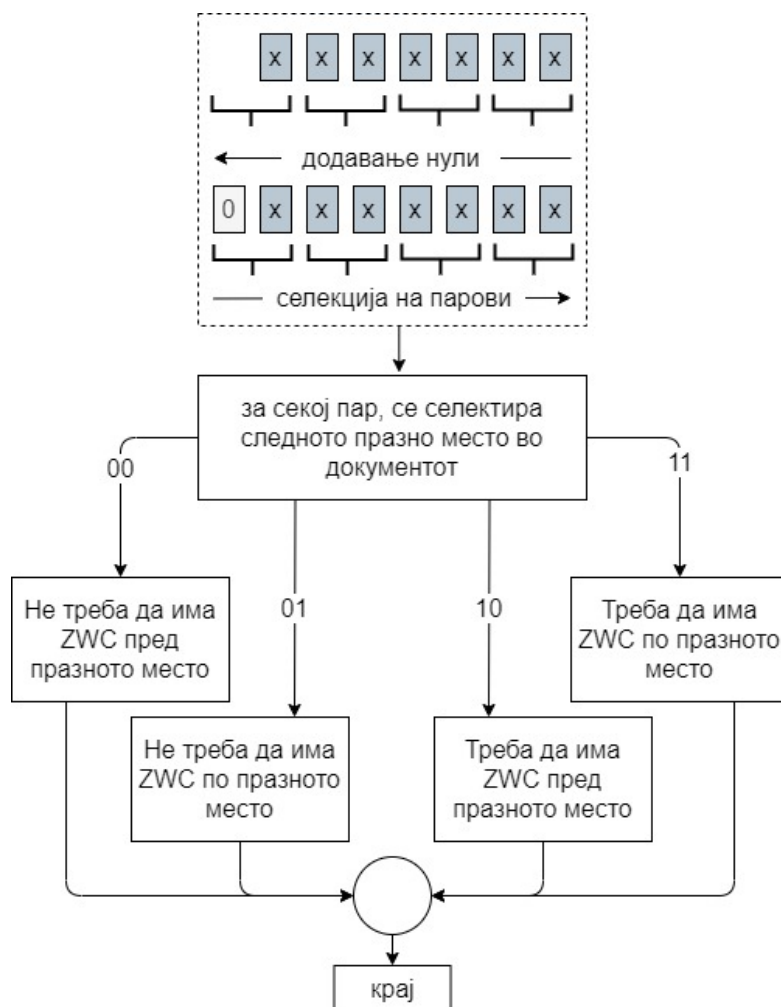 x x x x x x x
додавање нули
0 x x x x x x x
селекција на парови
за секој пар, се селектира
следното празно место во
документот
00
11
01
10
Не треба да има
ZWC пред
празното место
Треба да има
ZWC по празното
место
Не треба да има
ZWC по празното
место
Треба да има
ZWC пред
празното место
крај